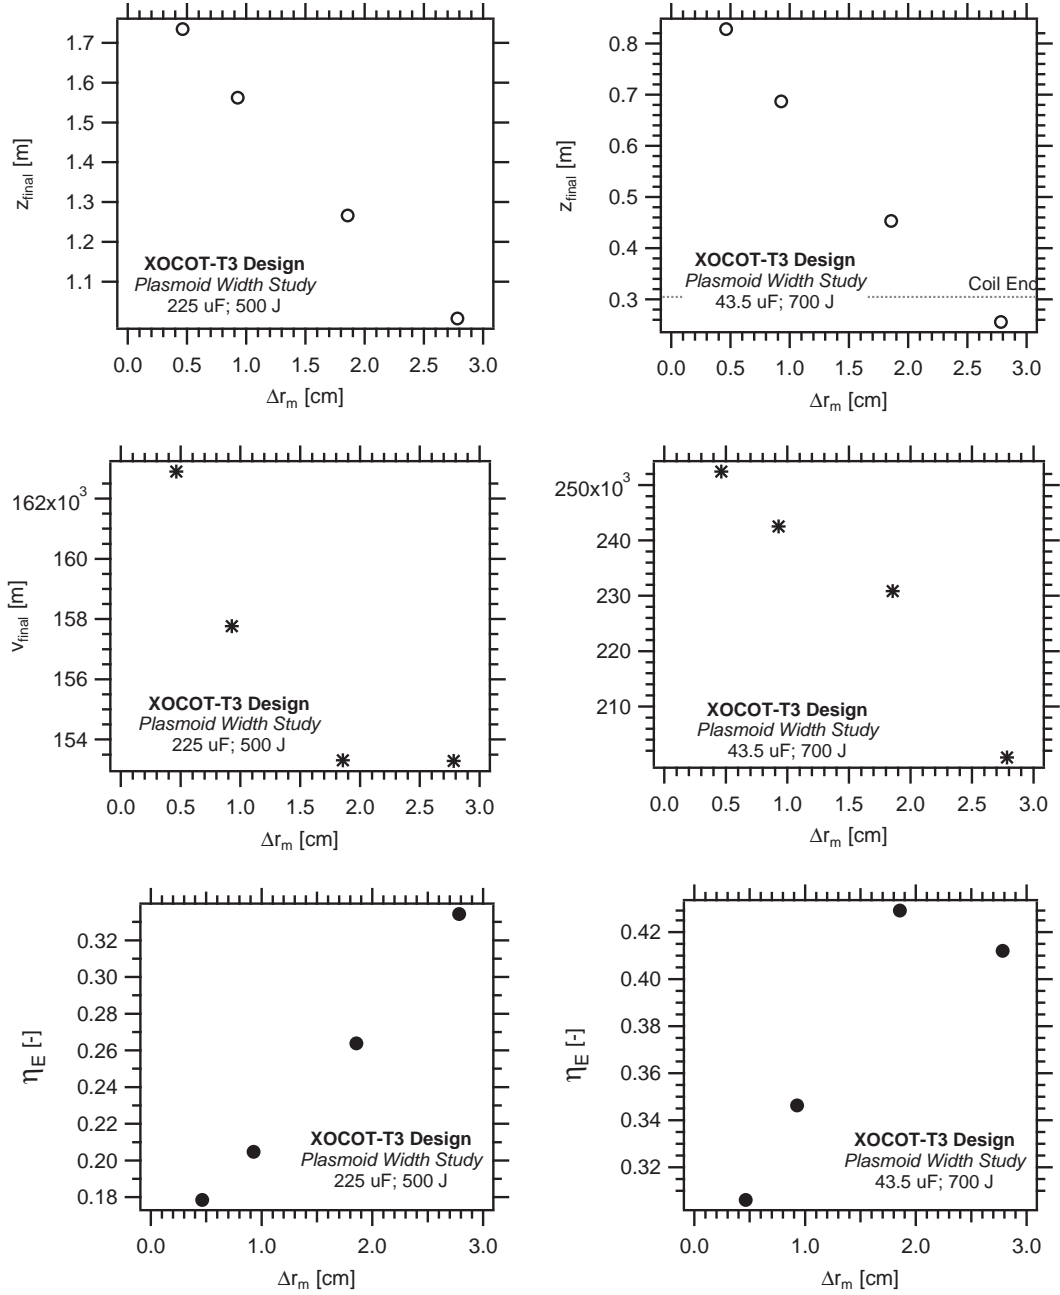 1.7
1.6
1.5
1.4
1.3
1.2
1.1
z_final [m]
XOCOT-T3 Design
Plasmoid Width Study
225 uF; 500 J
0.0 0.5 1.0 1.5 2.0 2.5 3.0
Δr_m [cm]
0.8
0.7
0.6
0.5
0.4
0.3
z_final [m]
XOCOT-T3 Design
Plasmoid Width Study
43.5 uF; 700 J
Coil End
0.0 0.5 1.0 1.5 2.0 2.5 3.0
Δr_m [cm]
162x10³
160
158
156
154
v_final [m]
XOCOT-T3 Design
Plasmoid Width Study
225 uF; 500 J
0.0 0.5 1.0 1.5 2.0 2.5 3.0
Δr_m [cm]
250x10³
240
230
220
210
XOCOT-T3 Design
Plasmoid Width Study
43.5 uF; 700 J
0.0 0.5 1.0 1.5 2.0 2.5 3.0
Δr_m [cm]
0.32
0.30
0.28
0.26
0.24
0.22
0.20
0.18
η_E [-]
XOCOT-T3 Design
Plasmoid Width Study
225 uF; 500 J
0.0 1.0 2.0 3.0
Δr_m [cm]
0.42
0.40
0.38
0.36
0.34
0.32
η_E [-]
XOCOT-T3 Design
Plasmoid Width Study
43.5 uF; 700 J
0.0 1.0 2.0 3.0
Δr_m [cm]